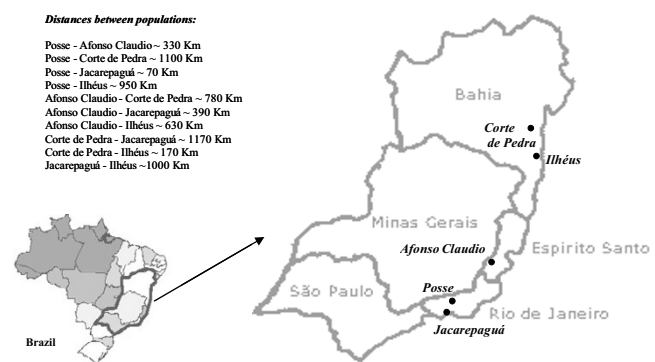 Distances between populations:
Posse - Afonso Claudio ~ 330 Km
Posse - Corte de Pedra ~ 1100 Km
Posse - Jacarepaguá ~ 70 Km
Posse - Ilhéus ~ 950 Km
Afonso Claudio - Corte de Pedra ~ 780 Km
Afonso Claudio - Jacarepaguá ~ 390 Km
Afonso Claudio - Ilhéus ~ 630 Km
Corte de Pedra - Jacarepaguá ~ 1170 Km
Corte de Pedra - Ilhéus ~ 170 Km
Jacarepaguá - Ilhéus ~ 1000 Km
Bahia
Corte
de Pedra
Ilhéus
Minas Gerais
Afonso Claudio
Espirito Santo
São Paulo
Posse
Rio de Janeiro
Jacarepaguá
Brazil